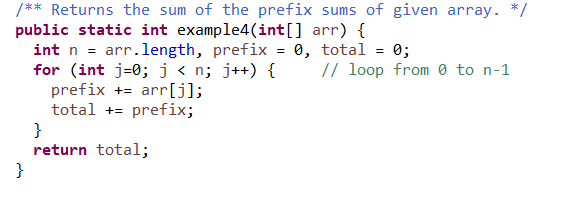 /** Returns the sum of the prefix sums of given array. */
public static int example4(int[] arr) {
  int n = arr.length, prefix = 0, total = 0;
  for (int j=0; j < n; j++) {     // loop from 0 to n-1
    prefix += arr[j];
    total += prefix;
  }
  return total;
}